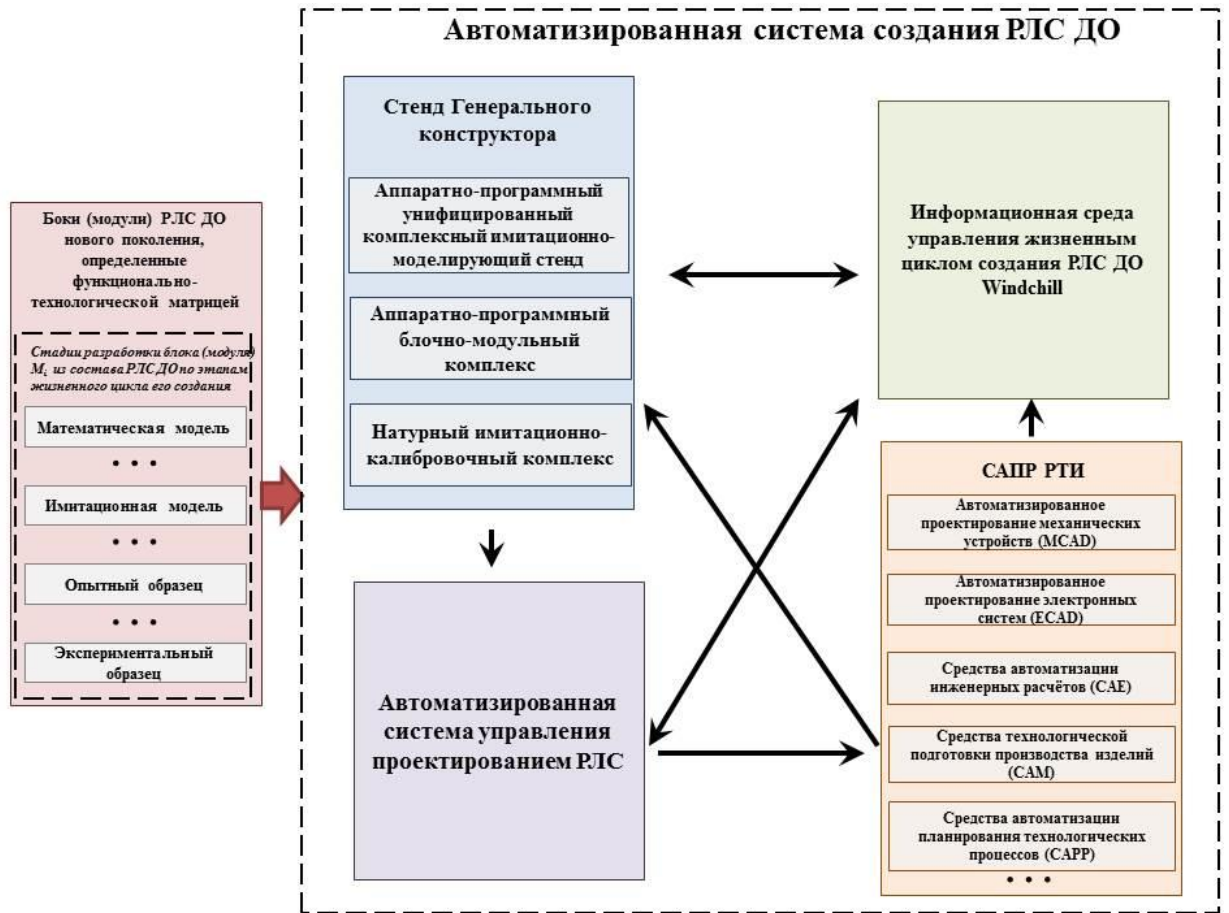 Автоматизированная система создания РЛС ДО
Боки (модули) РЛС ДО
нового поколения,
определенные
функционально-
технологической матрицей
Стадии разработки блока (модуля)
Mi из состава РЛС ДО по этапам
жизненного цикла его создания
Математическая модель
• • •
Имитационная модель
• • •
Опытный образец
• • •
Экспериментальный
образец
Стенд Генерального
конструктора
Аппаратно-программный
унифицированный
комплексный имитационно-
моделирующий стенд
Аппаратно-программный
блочно-модульный
комплекс
Натурный имитационно-
калибровочный комплекс
Автоматизированная
система управления
проектированием РЛС
Информационная среда
управления жизненным
циклом создания РЛС ДО
Windchill
САПР РТИ
Автоматизированное
проектирование механических
устройств (MCAD)
Автоматизированное
проектирование электронных
систем (ECAD)
Средства автоматизации
инженерных расчётов (CAE)
Средства технологической
подготовки производства изделий
(CAM)
Средства автоматизации
планирования технологических
процессов (CAPP)
• • •